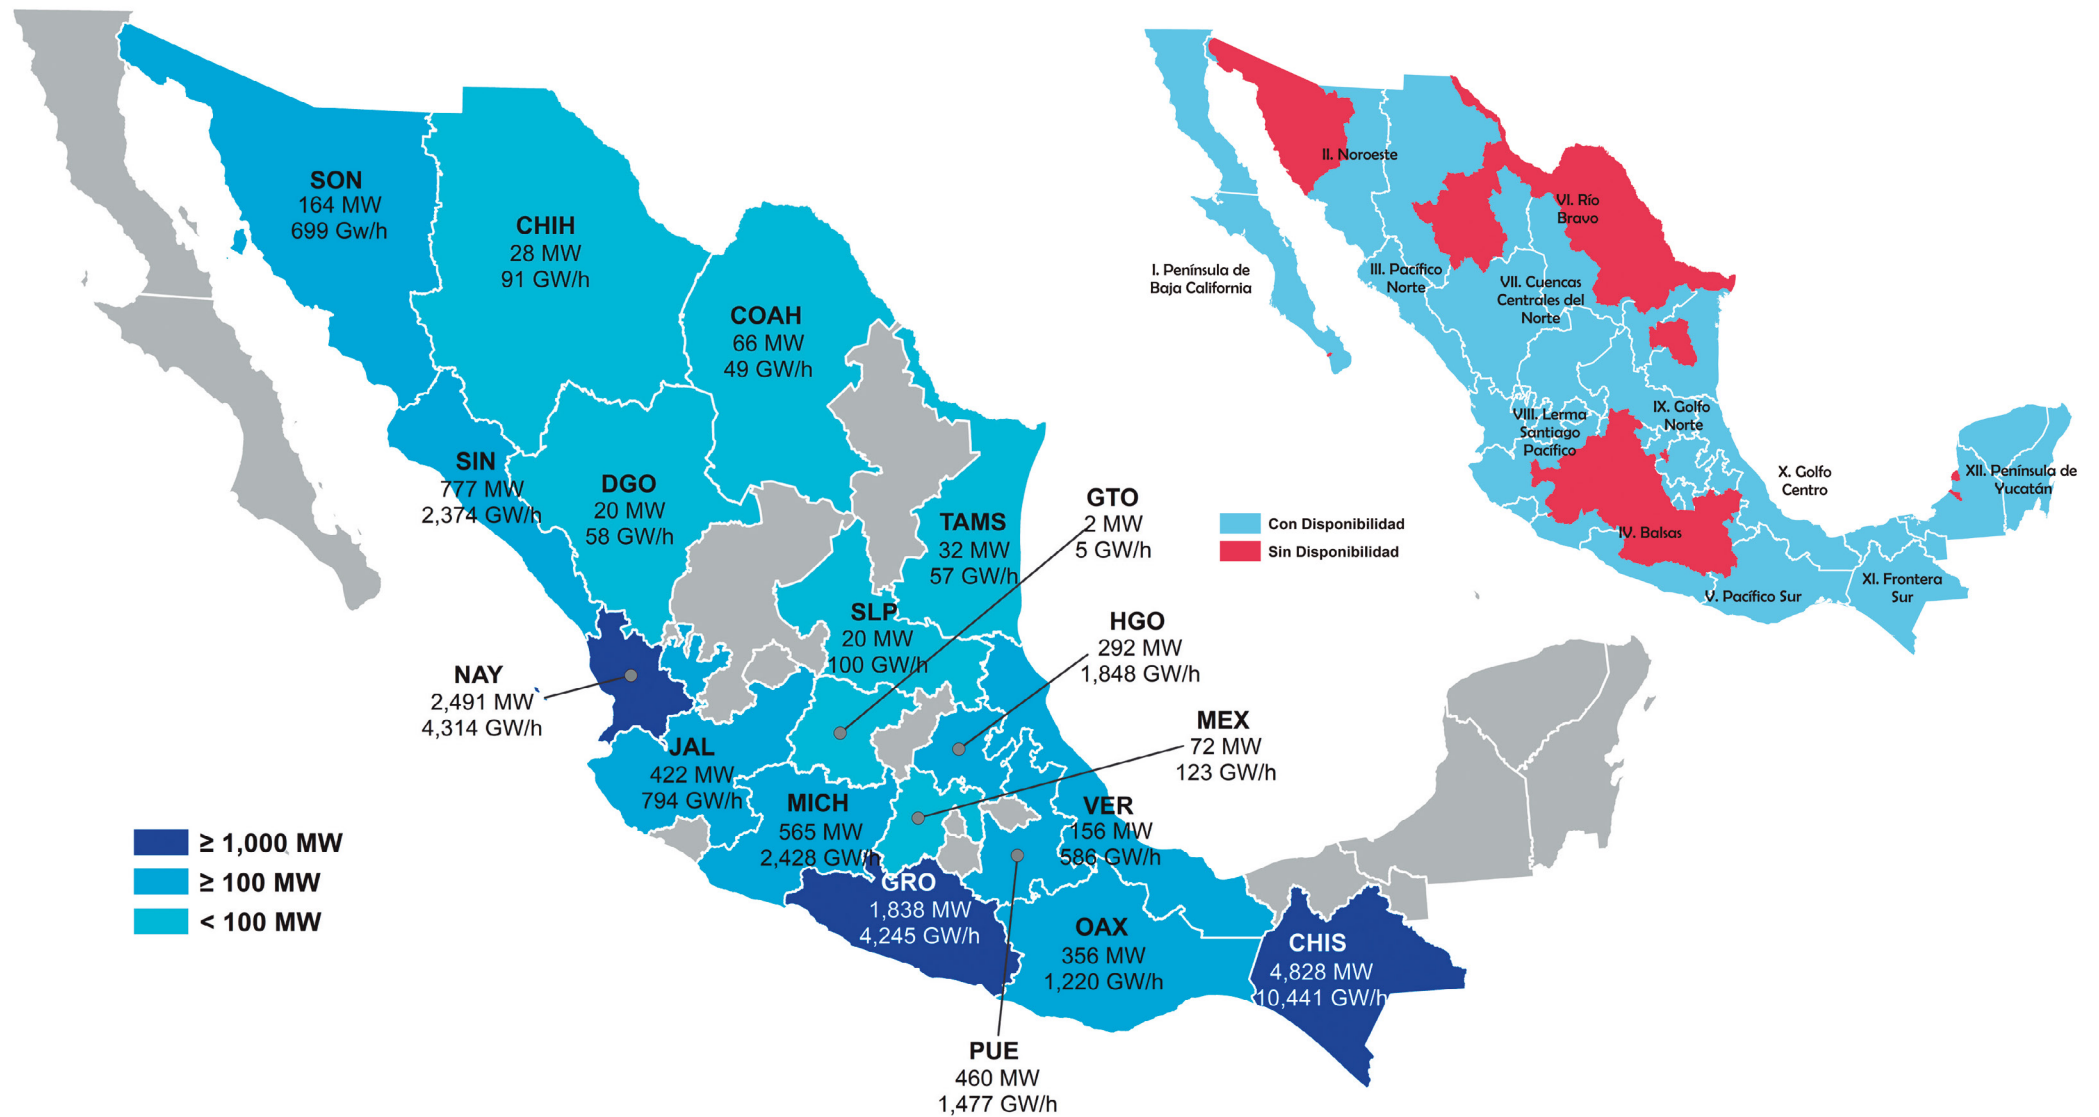 SON
164 MW
699 Gw/h
CHIH
28 MW
91 GW/h
COAH
66 MW
49 GW/h
SIN
777 MW
2,374 GW/h
DGO
20 MW
58 GW/h
TAMS
32 MW
57 GW/h
GTO
2 MW
5 GW/h
SLP
20 MW
100 GW/h
HGO
292 MW
1,848 GW/h
NAY
2,491 MW
4,314 GW/h
MEX
72 MW
123 GW/h
JAL
422 MW
794 GW/h
MICH
565 MW
2,428 GW/h
VER
156 MW
586 GW/h
GRO
1,838 MW
4,245 GW/h
OAX
356 MW
1,220 GW/h
CHIS
4,828 MW
10,441 GW/h
PUE
460 MW
1,477 GW/h
≥ 1,000 MW
≥ 100 MW
< 100 MW
I. Península de
Baja California
II. Noroeste
III. Pacífico
Norte
VI. Río
Bravo
VII. Cuencas
Centrales del
Norte
VIII. Lerma
Santiago
Pacífico
IX. Golfo
Norte
X. Golfo
Centro
XII. Península de
Yucatán
IV. Balsas
V. Pacífico Sur
XI. Frontera
Sur
Con Disponibilidad
Sin Disponibilidad